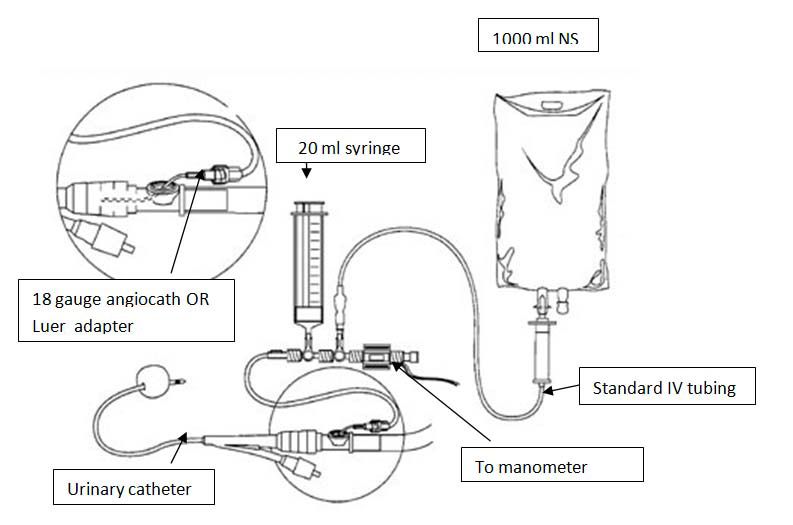 1000 ml NS
20 ml syringe
18 gauge angiocath OR
Luer adapter
Standard IV tubing
To manometer
Urinary catheter